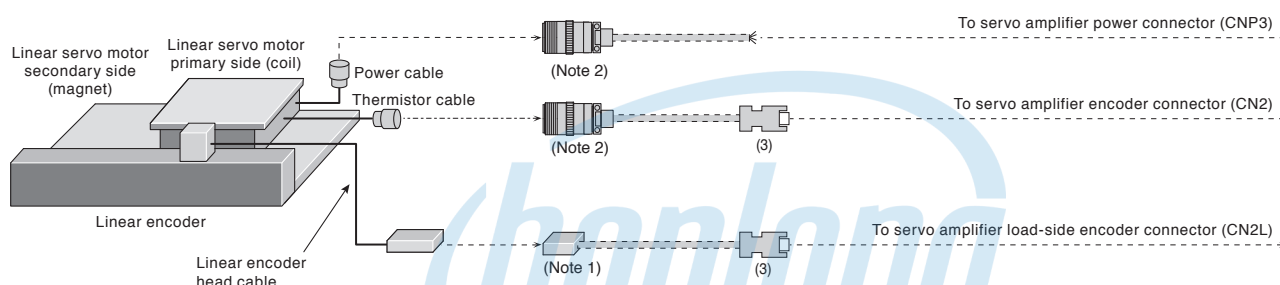 To servo amplifier power connector (CNP3)
Linear servo motor
secondary side
(magnet)
Linear servo motor
primary side (coil)
Power cable
(Note 2)
Thermistor cable
To servo amplifier encoder connector (CN2)
(Note 2)
(3)
Linear encoder
To servo amplifier load-side encoder connector (CN2L)
Linear encoder
head cable
(Note 1)
(3)